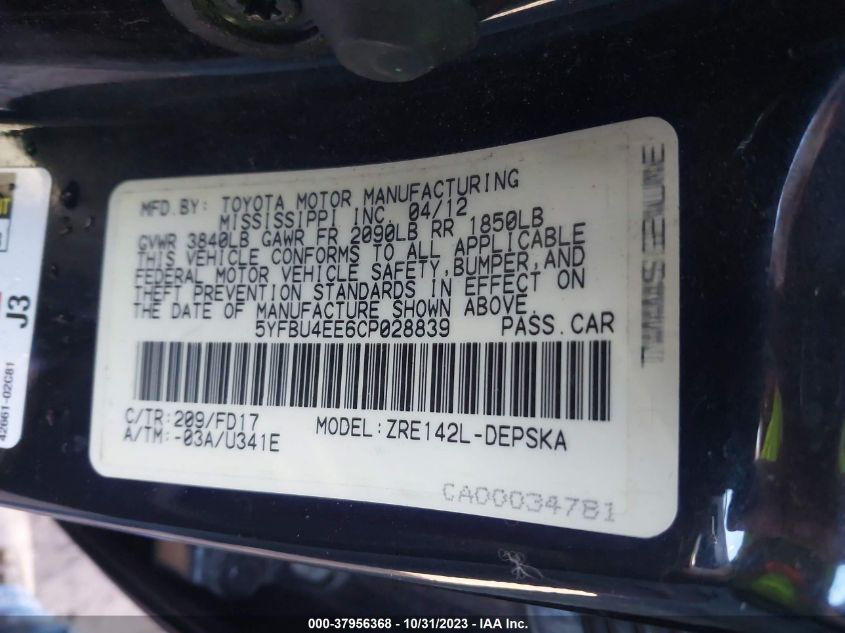 MFD.BY: TOYOTA MOTOR MANUFACTURING
MISSISSIPPI INC. 04/12
GVWR 3840LB GAWR FR 2090LB RR 1850LB
THIS VEHICLE CONFORMS TO ALL APPLICABLE
FEDERAL MOTOR VEHICLE SAFETY,BUMPER,AND
THEFT PREVENTION STANDARDS IN EFFECT ON
THE DATE OF MANUFACTURE SHOWN ABOVE.
5YFBU4EE6CP028839 PASS.CAR
C/TR:209/FD17
A/TM:-03A/U341E
MODEL:ZRE142L-DEPSKA
CA00034781
J3
42661-02C81
000-37956368 - 10/31/2023 - IAA Inc.